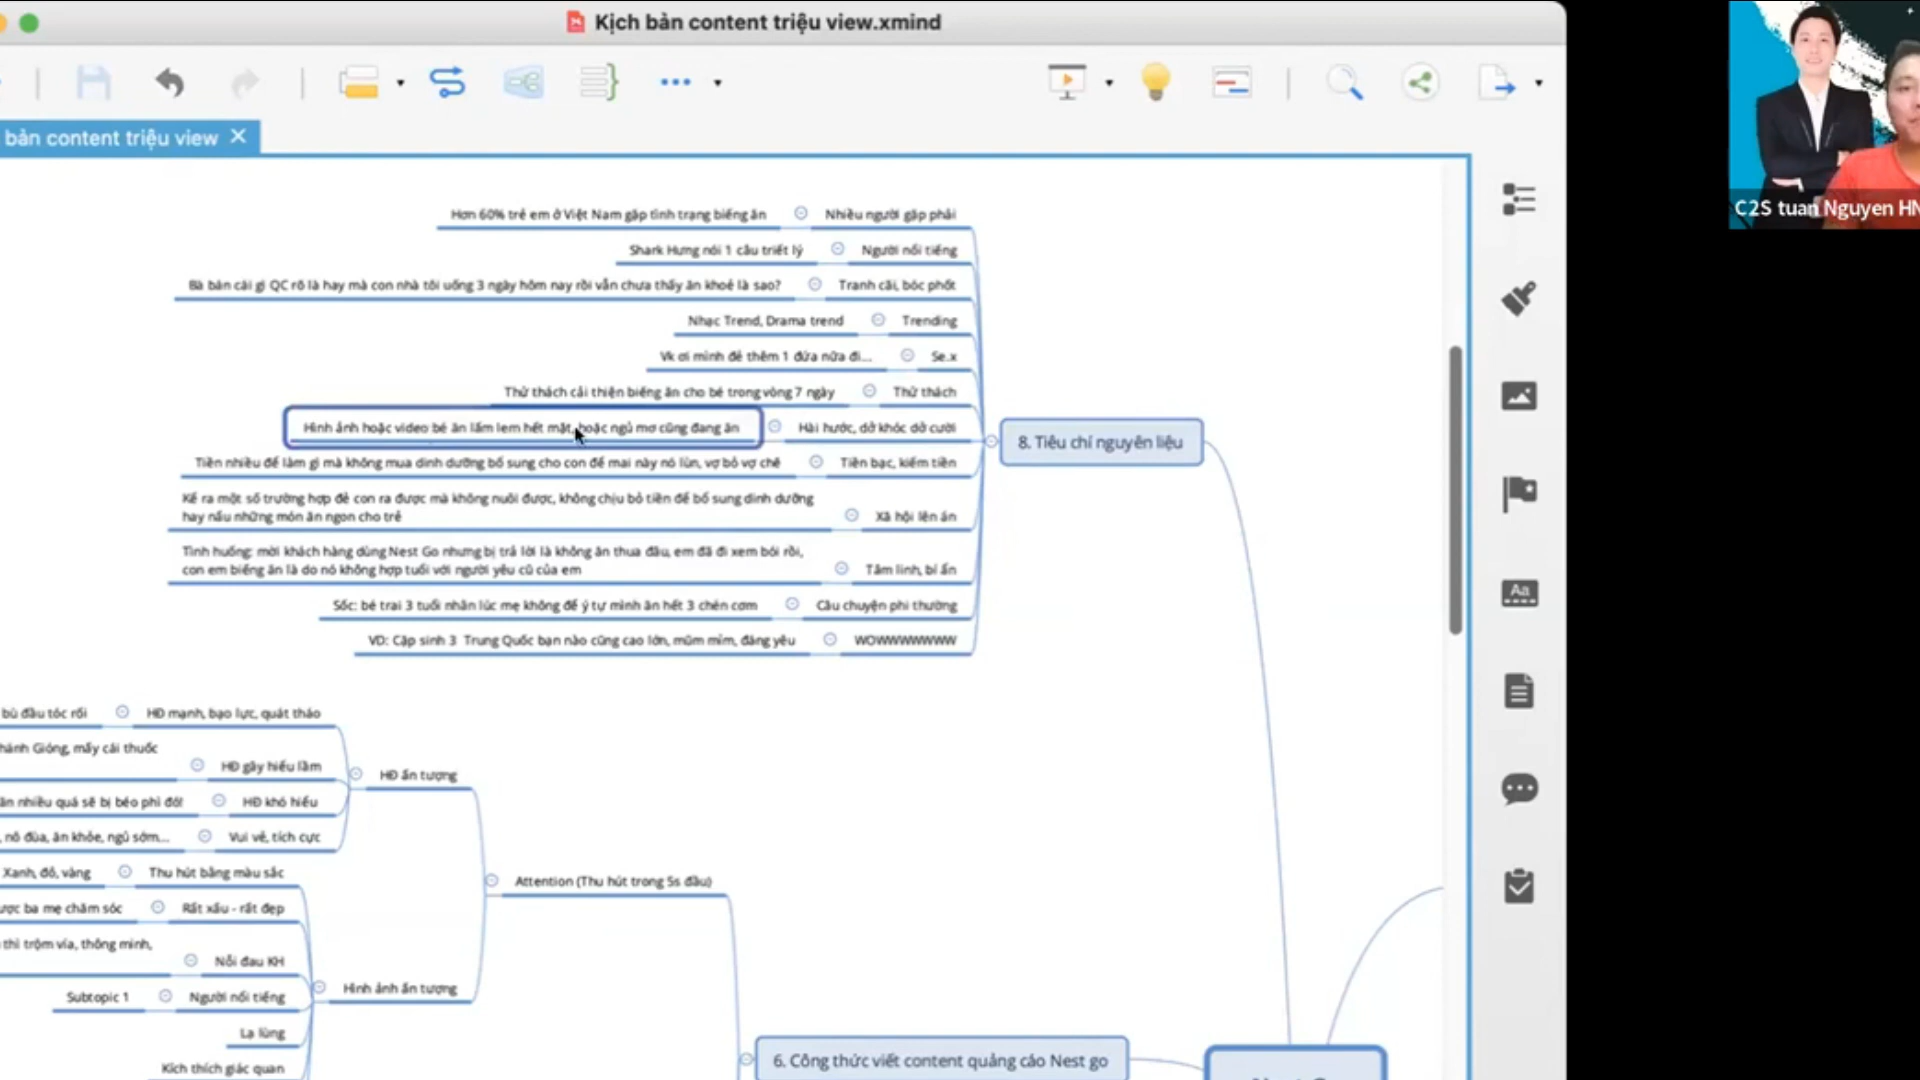 Kịch bản content triệu view.xmind
bản content triệu view
Hơn 60% trẻ em ở Việt Nam gặp tình trạng biếng ăn
Nhiều người gặp phải
Shark Hưng nói 1 câu triết lý
Người nổi tiếng
Bà bán cái gì QC rõ là hay mà con nhà tôi uống 3 ngày hôm nay rồi vẫn chưa thấy ăn khoẻ là sao?
Tranh cãi, bóc phốt
Nhạc Trend, Drama trend
Trending
Vk ơi mình đẻ thêm 1 đứa nữa đi...
Se.x
Thử thách cải thiện biếng ăn cho bé trong vòng 7 ngày
Thử thách
Hình ảnh hoặc video bé ăn lấm lem hết mặt, hoặc ngủ mơ cũng đang ăn
Hài hước, dở khóc dở cười
8. Tiêu chí nguyên liệu
Tiền nhiều để làm gì mà không mua dinh dưỡng bổ sung cho con để mai này nó lùn, vợ bỏ vợ chê
Tiền bạc, kiếm tiền
Kể ra một số trường hợp đẻ con ra được mà không nuôi được, không chịu bỏ tiền để bổ sung dinh dưỡng
hay nấu những món ăn ngon cho trẻ
Xã hội lên án
Tình huống: mời khách hàng dùng Nest Go nhưng bị trả lời là không ăn thua đâu, em đã đi xem bói rồi,
con em biếng ăn là do nó không hợp tuổi với người yêu cũ của em
Tâm linh, bí ẩn
Sốc: bé trai 3 tuổi nhân lúc mẹ không để ý tự mình ăn hết 3 chén cơm
Câu chuyện phi thường
VD: Cặp sinh 3 Trung Quốc bạn nào cũng cao lớn, mũm mỉm, đáng yêu
WOWWWWWWW
bù đầu tóc rối
HĐ mạnh, bạo lực, quát tháo
hánh Gióng, mấy cái thuốc
HĐ gây hiểu lầm
HĐ ấn tượng
ăn nhiều quá sẽ bị béo phì đó!
HĐ khó hiểu
, nô đùa, ăn khỏe, ngủ sớm...
Vui vẻ, tích cực
Xanh, đỏ, vàng
Thu hút bằng màu sắc
Attention (Thu hút trong 5s đầu)
ược ba mẹ chăm sóc
Rất xấu - rất đẹp
thì trộm vía, thông minh,
Nỗi đau KH
Hình ảnh ấn tượng
Subtopic 1
Người nổi tiếng
Lạ lùng
Kích thích giác quan
6. Công thức viết content quảng cáo Nest go
C2S tuan Nguyen HN
Aa